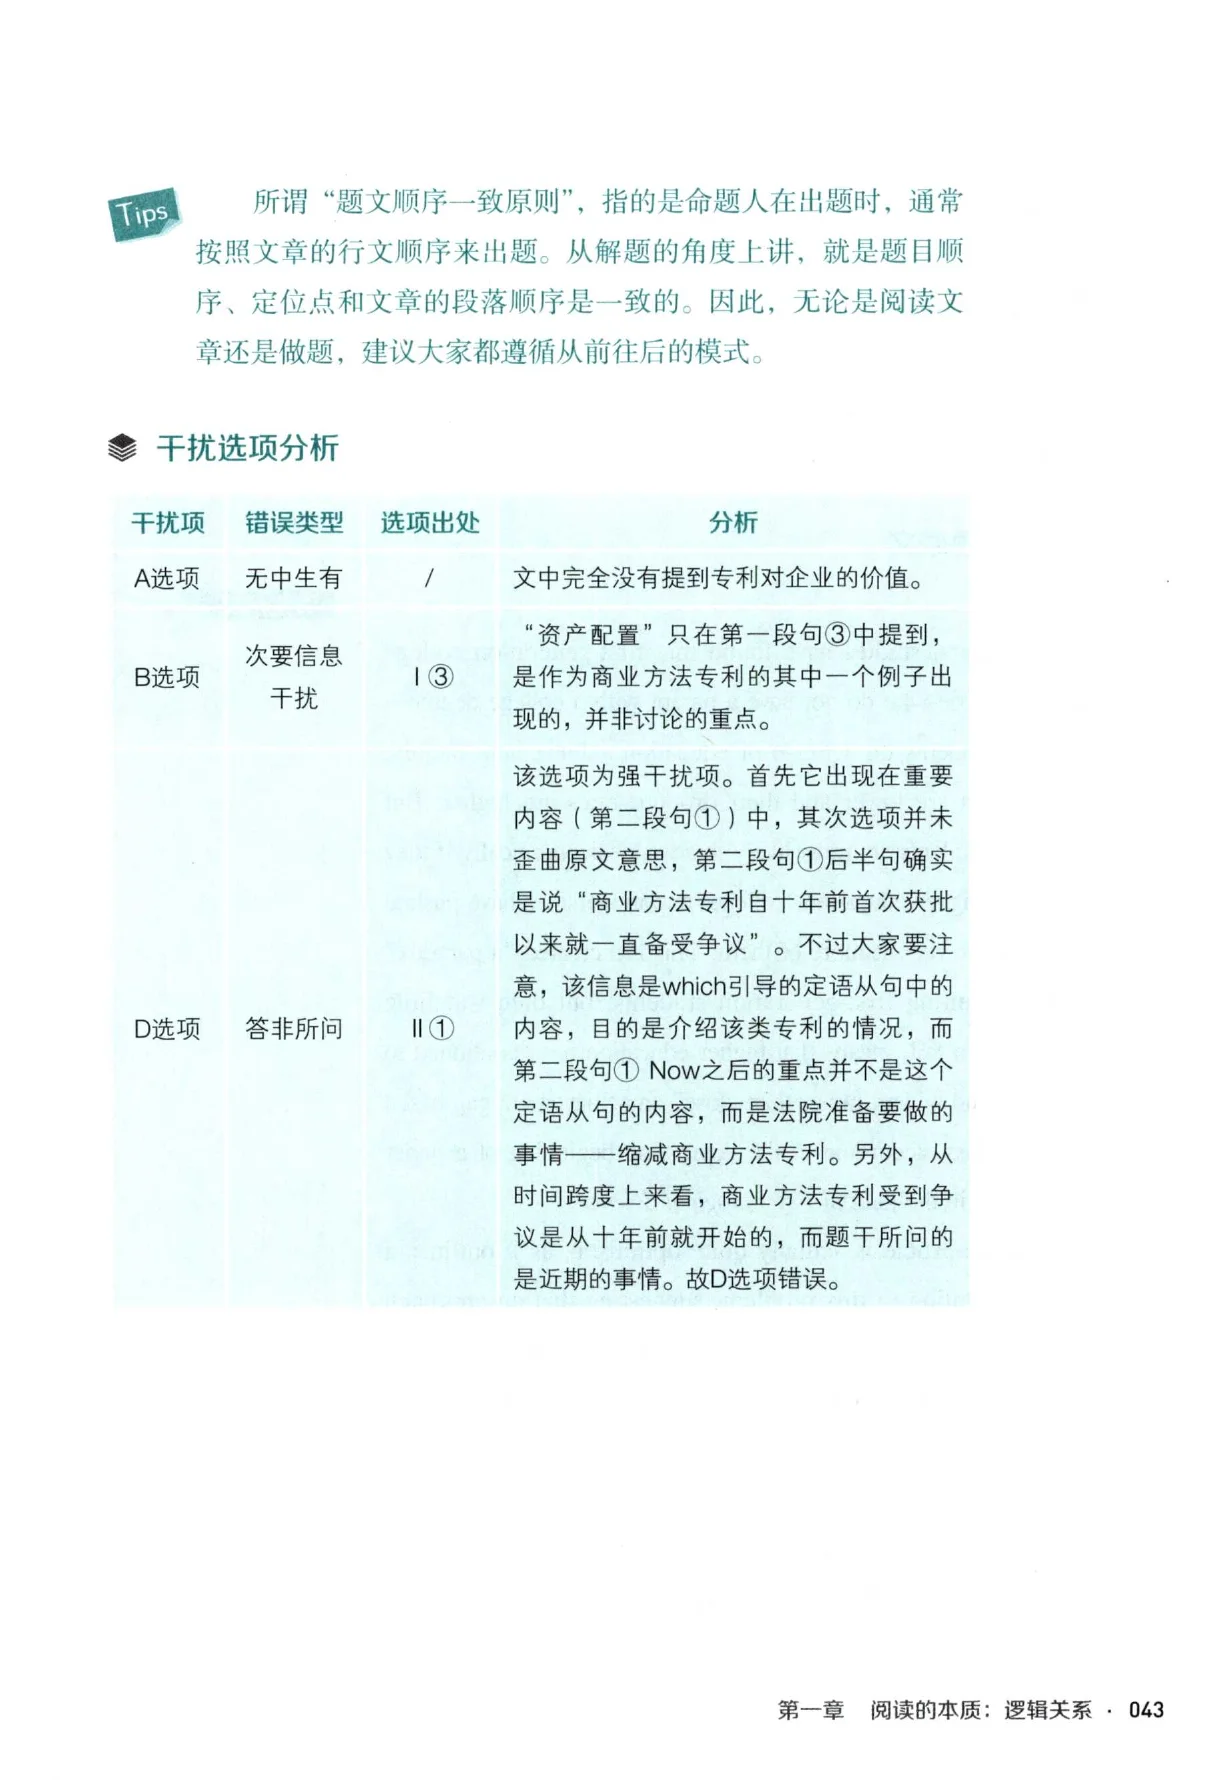 Tips
所谓“题文顺序一致原则”，指的是命题人在出题时，通常
按照文章的行文顺序来出题。从解题的角度上讲，就是题目顺
序、定位点和文章的段落顺序是一致的。因此，无论是阅读文
章还是做题，建议大家都遵循从前往后的模式。
干扰选项分析
干扰项 错误类型 选项出处 分析
A选项 无中生有 / 文中完全没有提到专利对企业的价值。
B选项 次要信息
干扰 Ⅰ③ “资产配置”只在第一段句③中提到，
是作为商业方法专利的其中一个例子出
现的，并非讨论的重点。
D选项 答非所问 Ⅱ① 该选项为强干扰项。首先它出现在重要
内容（第二段句①）中，其次选项并未
歪曲原文意思，第二段句①后半句确实
是说“商业方法专利自十年前首次获批
以来就一直备受争议”。不过大家要注
意，该信息是which引导的定语从句中的
内容，目的是介绍该类专利的情况，而
第二段句① Now之后的重点并不是这个
定语从句的内容，而是法院准备要做的
事情——缩减商业方法专利。另外，从
时间跨度上来看，商业方法专利受到争
议是从十年前就开始的，而题干所问的
是近期的事情。故D选项错误。
第一章 阅读的本质：逻辑关系 · 043